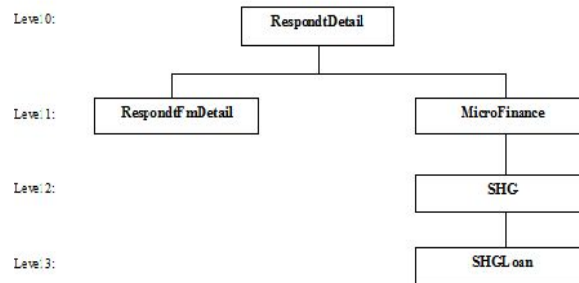 Level 0:
RespondtDetail
Level 1:
RespondtFmDetail
MicroFinance
Level 2:
SHG
Level 3:
SHGLoan